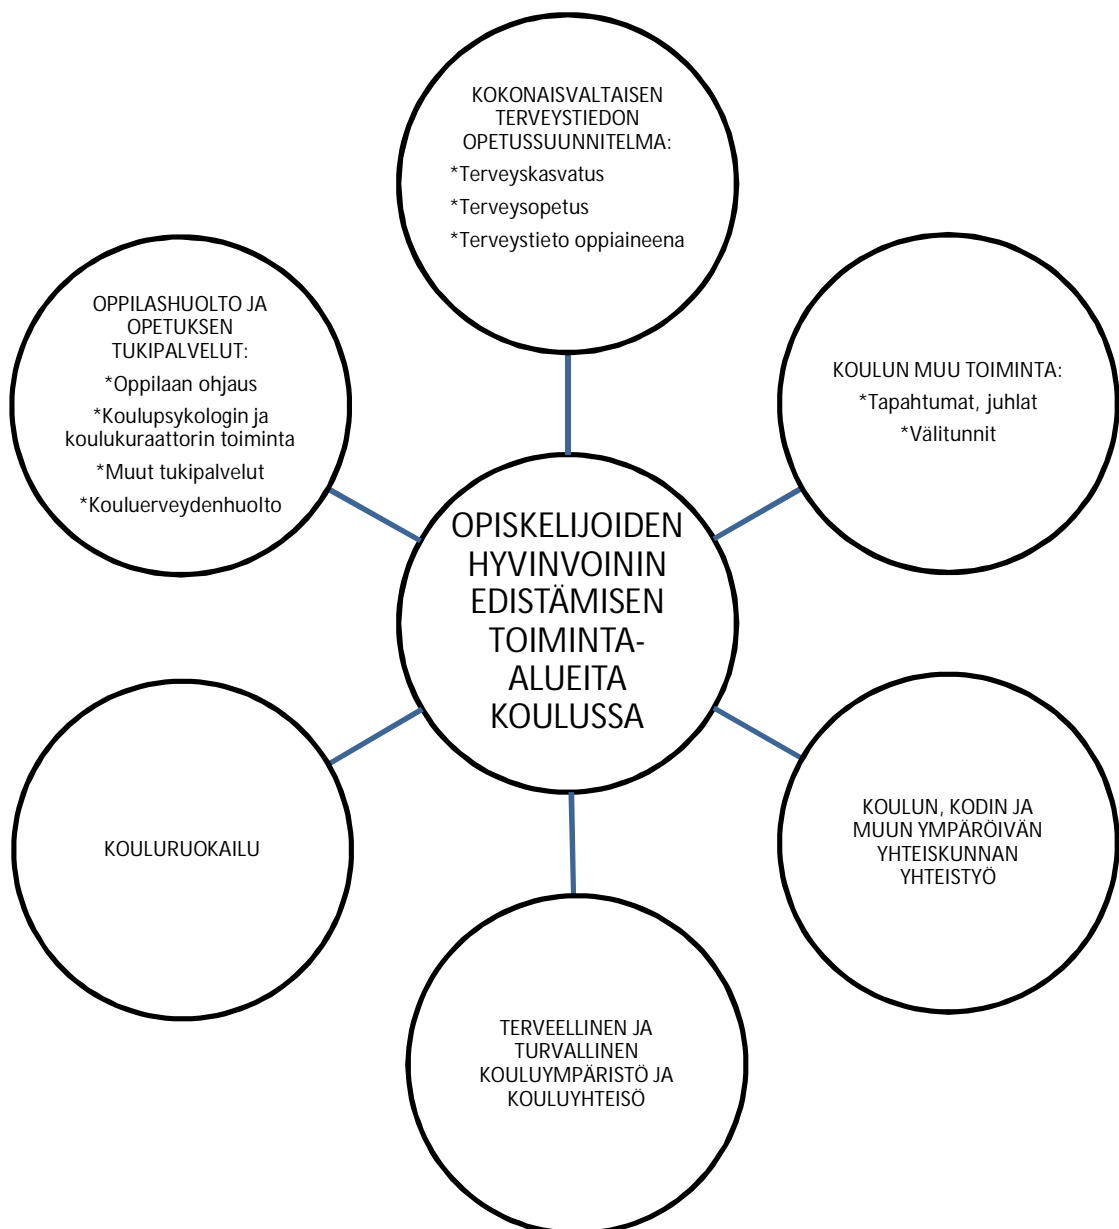 KOKONAISVALTAISEN
TERVEYSTIEDON
OPETUSSUUNNITELMA:
*Terveyskasvatus
*Terveysopetus
*Terveystieto oppiaineena
OPPILASHUOLTO JA
OPETUKSEN
TUKIPALVELUT:
*Oppilaan ohjaus
*Koulupsykologin ja
koulukuraattorin toiminta
*Muut tukipalvelut
*Kouluerveydenhuolto
KOULUN MUU TOIMINTA:
*Tapahtumat, juhlat
*Välitunnit
OPISKELIJOIDEN
HYVINVOININ
EDISTÄMISEN
TOIMINTA-
ALUEITA
KOULUSSA
KOULURUOKAILU
KOULUN, KODIN JA
MUUN YMPÄRÖIVÄN
YHTEISKUNNAN
YHTEISTYÖ
TERVEELLINEN JA
TURVALLINEN
KOULUYMPÄRISTÖ JA
KOULUYHTEISÖ